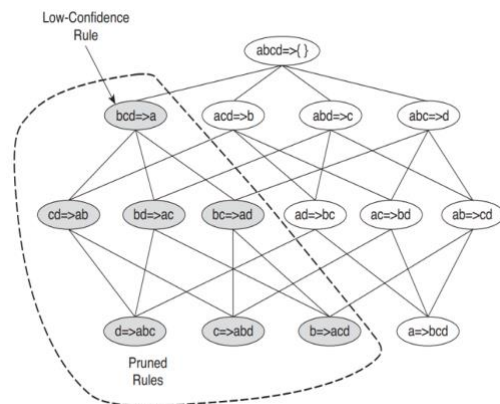 Low-Confidence
Rule
abcd=>{ }
bcd=>a
acd=>b
abd=>c
abc=>d
cd=>ab
bd=>ac
bc=>ad
ad=>bc
ac=>bd
ab=>cd
d=>abc
c=>abd
b=>acd
a=>bcd
Pruned
Rules